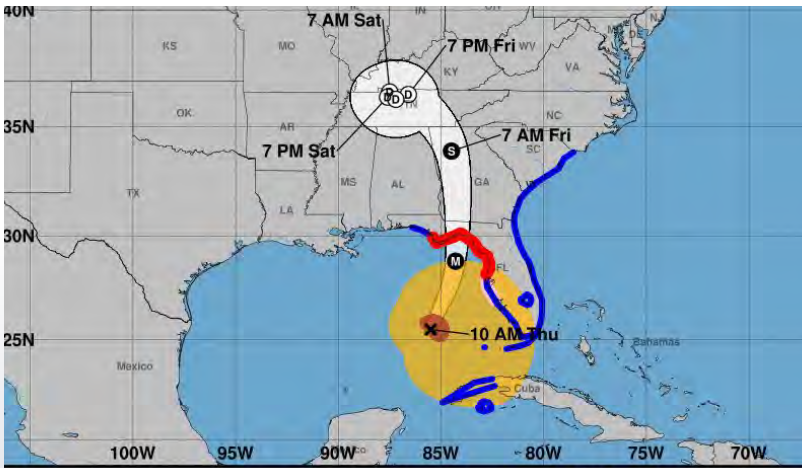 40N
7 AM Sat
IN
WV
NJ
DE
KS
MO
7 PM Fri
KY
VA
D
D
D
OK
TN
NC
35N
AR
7 PM Sat
S
7 AM Fri
SC
MS
AL
GA
TX
LA
30N
M
FL
25N
10 AM Thu
Bahamas
Mexico
Cuba
100W
95W
90W
85W
80W
75W
70W